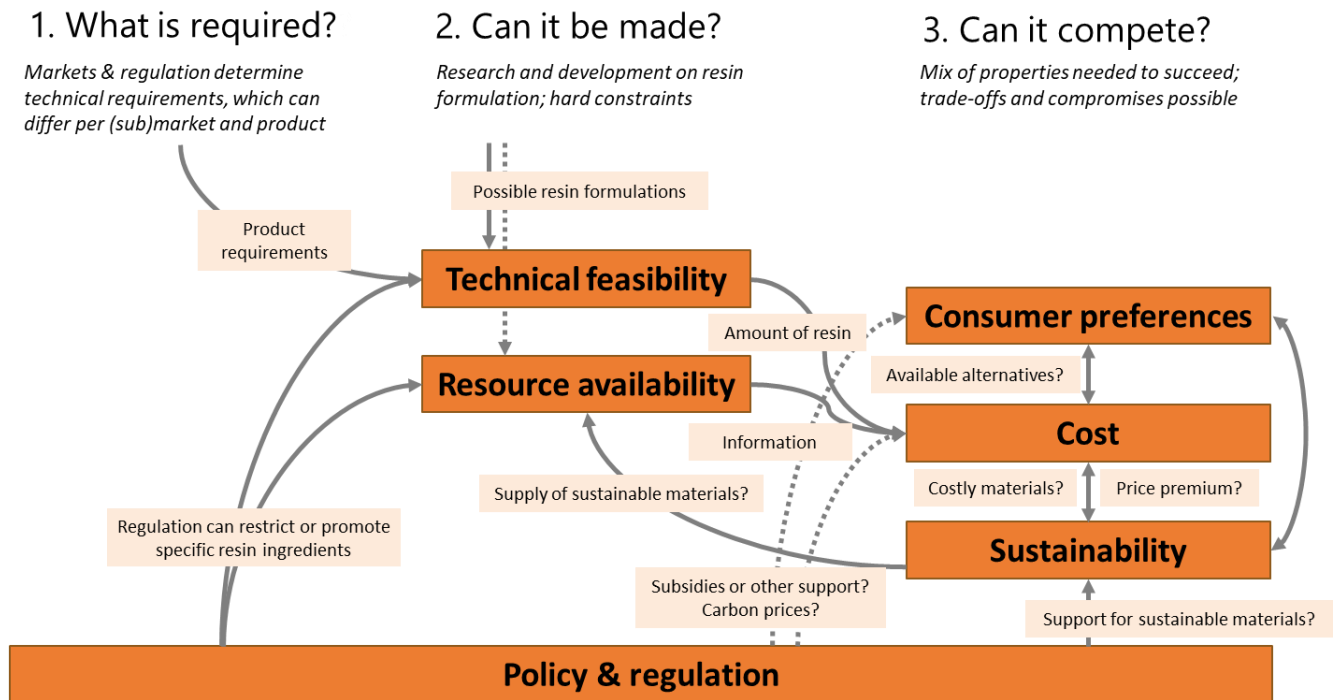 1. What is required?
Markets & regulation determine
technical requirements, which can
differ per (sub)market and product
2. Can it be made?
Research and development on resin
formulation; hard constraints
3. Can it compete?
Mix of properties needed to succeed;
trade-offs and compromises possible
Possible resin formulations
Product
requirements
Technical feasibility
Consumer preferences
Amount of resin
Resource availability
Available alternatives?
Cost
Information
Supply of sustainable materials?
Costly materials?
Price premium?
Regulation can restrict or promote
specific resin ingredients
Sustainability
Subsidies or other support?
Carbon prices?
Support for sustainable materials?
Policy & regulation